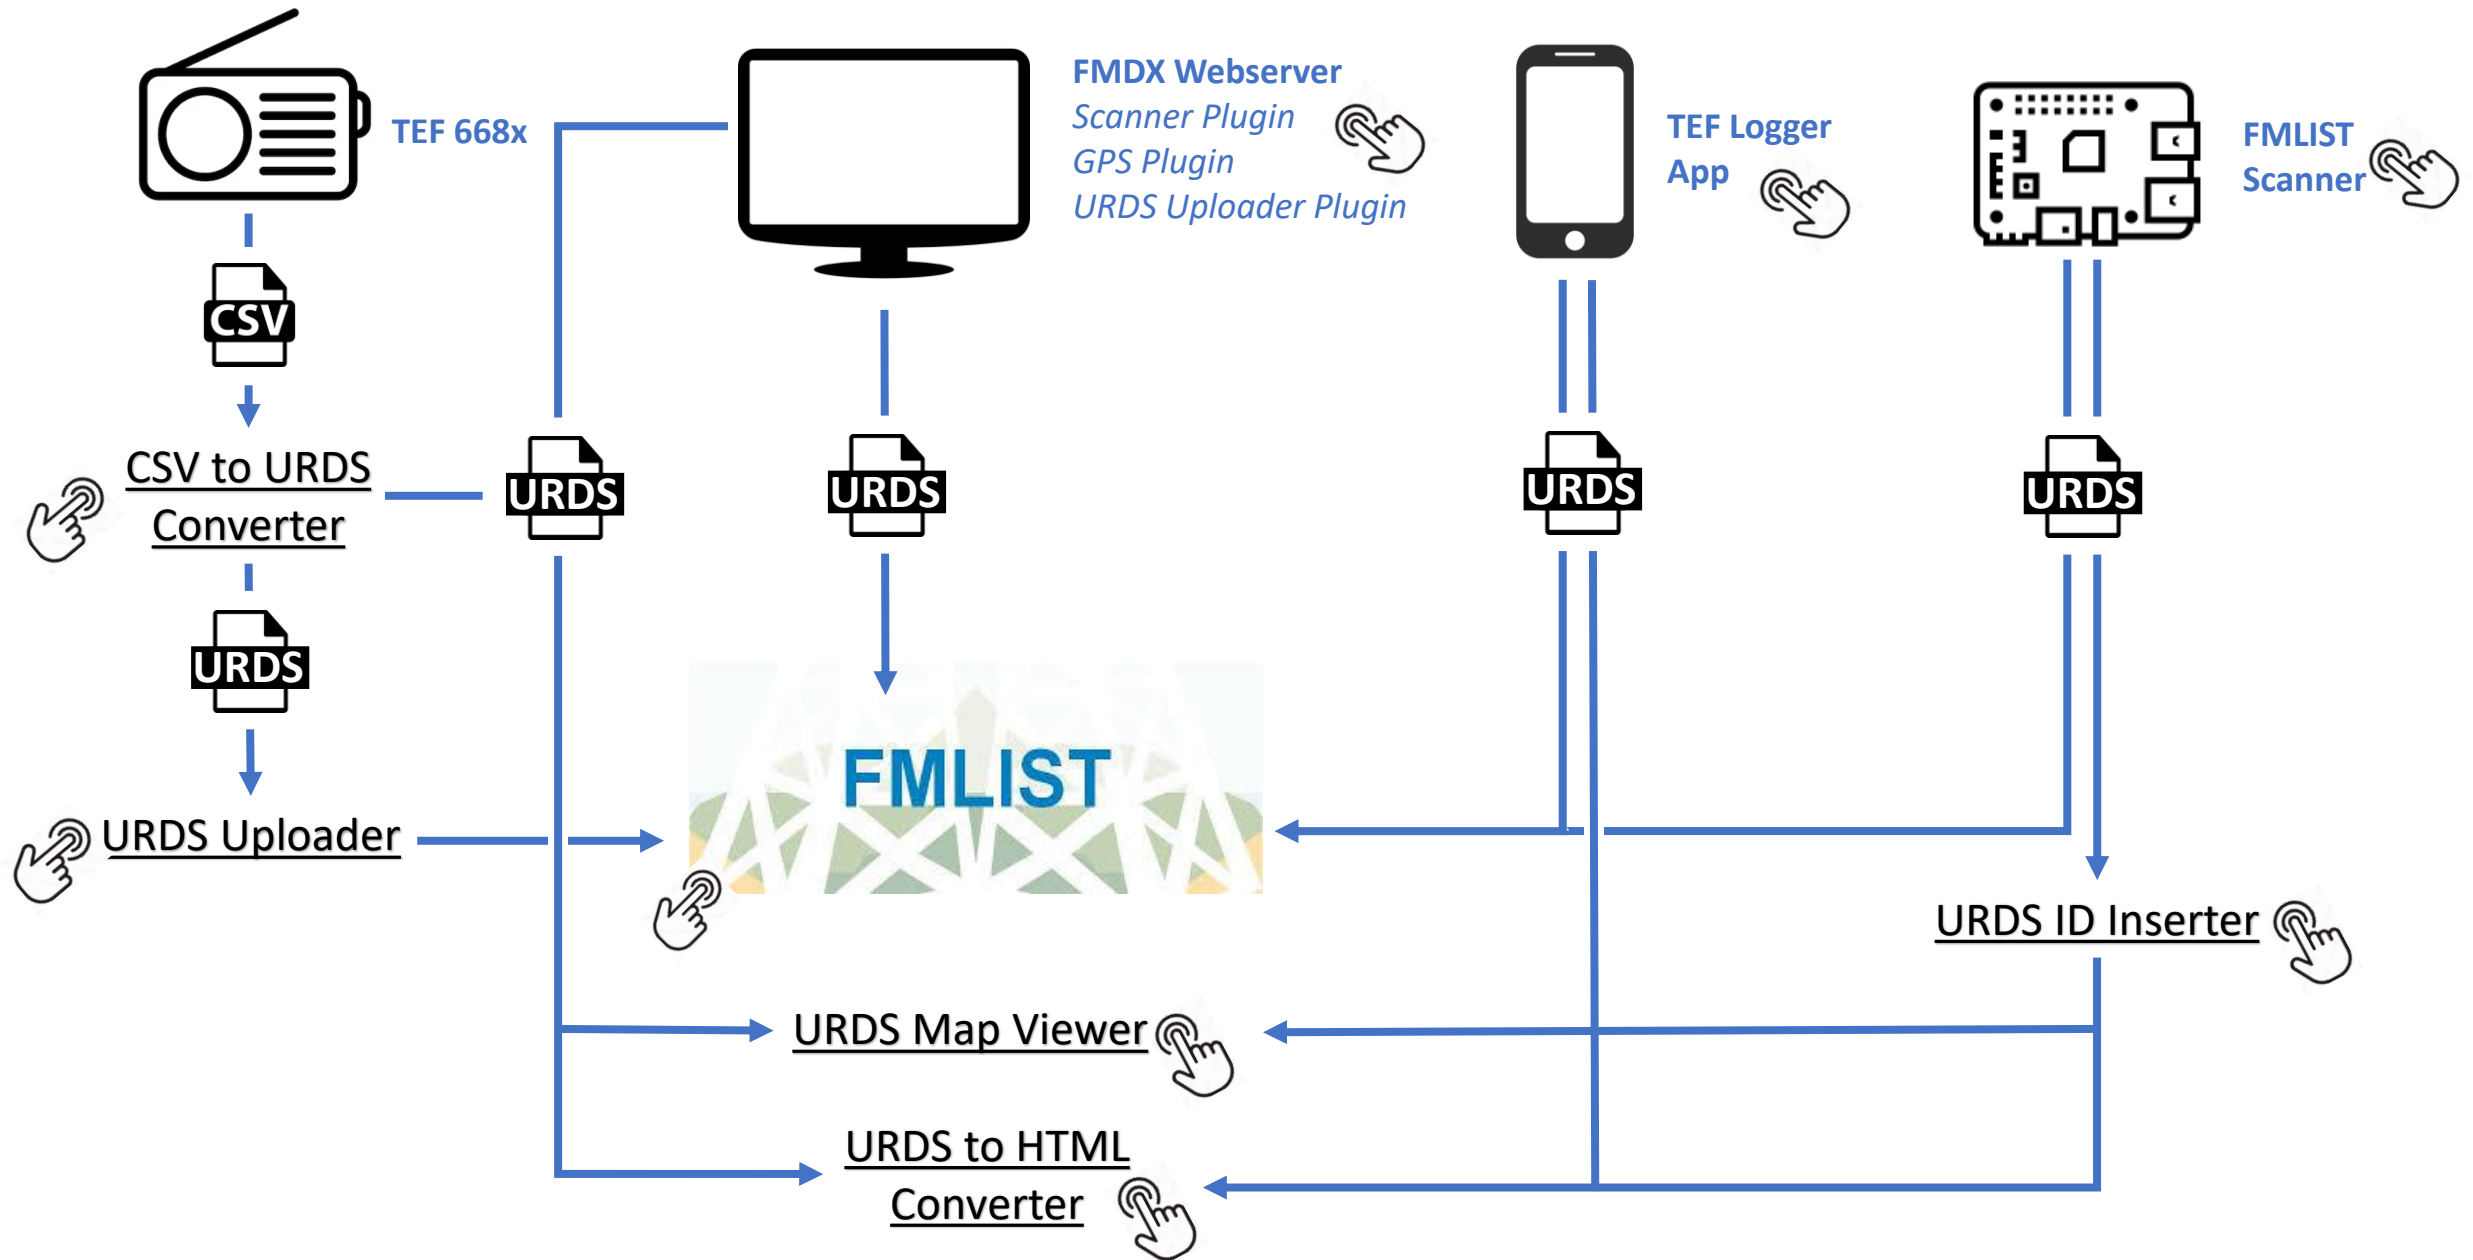 TEF 668x
FMDX Webserver
Scanner Plugin
GPS Plugin
URDS Uploader Plugin
TEF Logger
App
FMLIST
Scanner
CSV
CSV to URDS
Converter
URDS
URDS
URDS
URDS
URDS
FMLIST
URDS Uploader
URDS ID Inserter
URDS Map Viewer
URDS to HTML
Converter